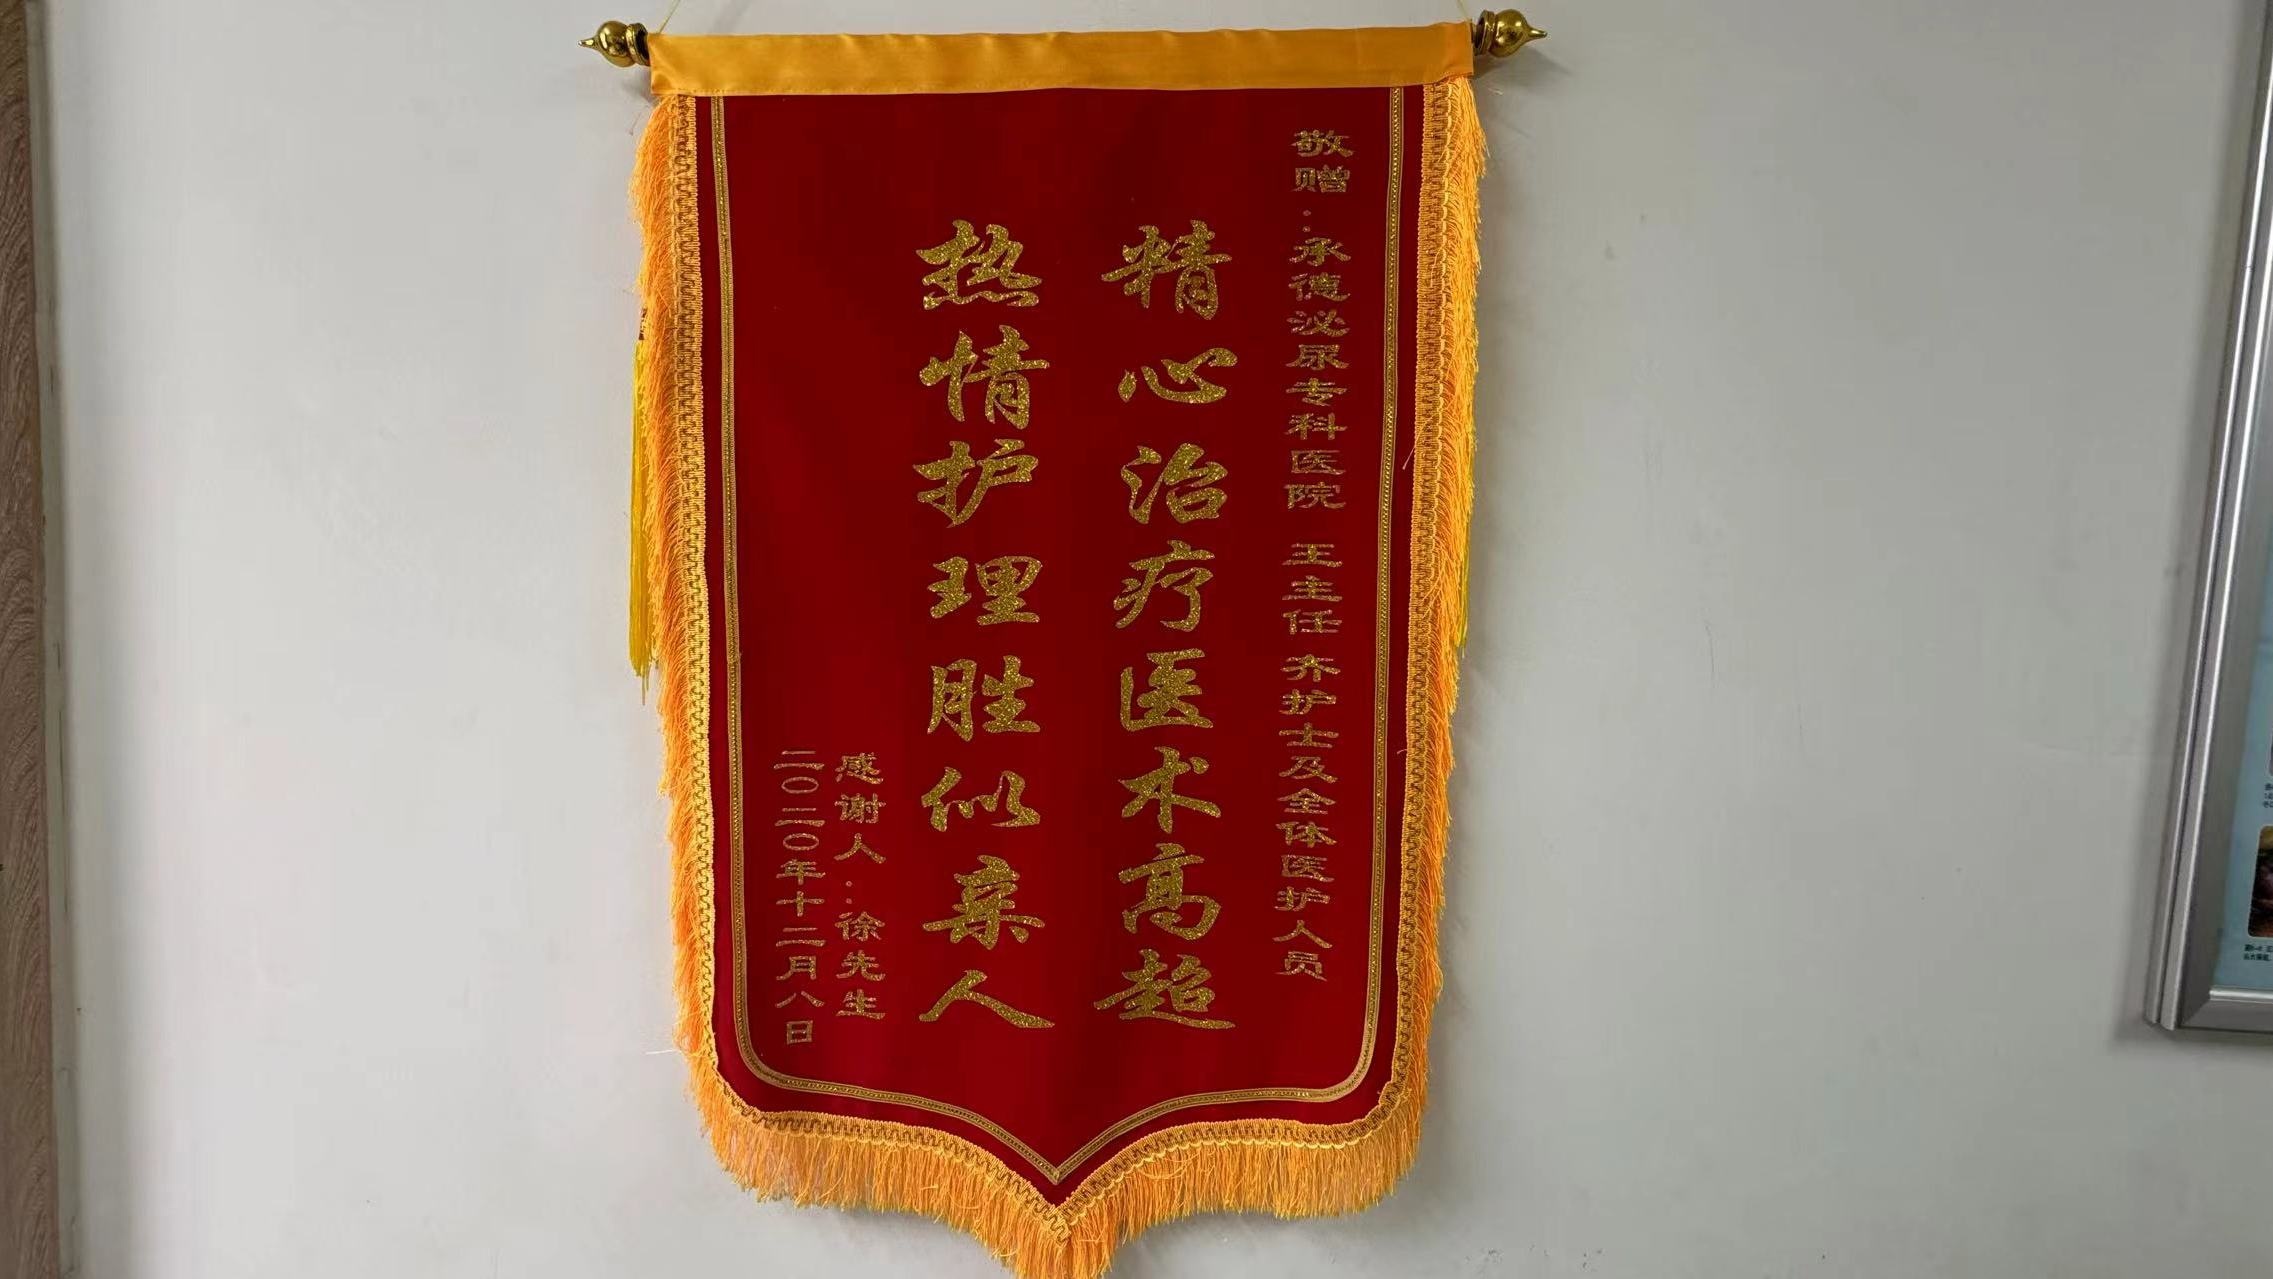 敬赠：承德泌尿专科医院 王主任 齐护士及全体医护人员
精心治疗医术高超
热情护理胜似亲人
感谢人：徐先生
二〇二〇年十二月八日